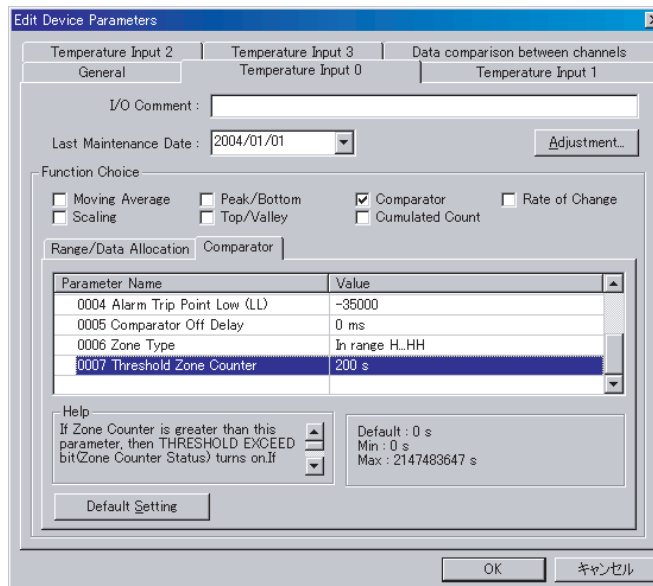 Edit Device Parameters
Temperature Input 2
Temperature Input 3
Data comparison between channels
General
Temperature Input 0
Temperature Input 1
I/O Comment :
Last Maintenance Date :
2004/01/01
Adjustment...
Function Choice
Moving Average
Peak/Bottom
Comparator
Rate of Change
Scaling
Top/Valley
Cumulated Count
Range/Data Allocation
Comparator
Parameter Name
Value
0004 Alarm Trip Point Low (LL)
-35000
0005 Comparator Off Delay
0 ms
0006 Zone Type
In range H...HH
0007 Threshold Zone Counter
200 s
Help
If Zone Counter is greater than this
parameter, then THRESHOLD EXCEED
bit(Zone Counter Status) turns on.If
Default : 0 s
Min : 0 s
Max : 2147483647 s
Default Setting
OK
キャンセル